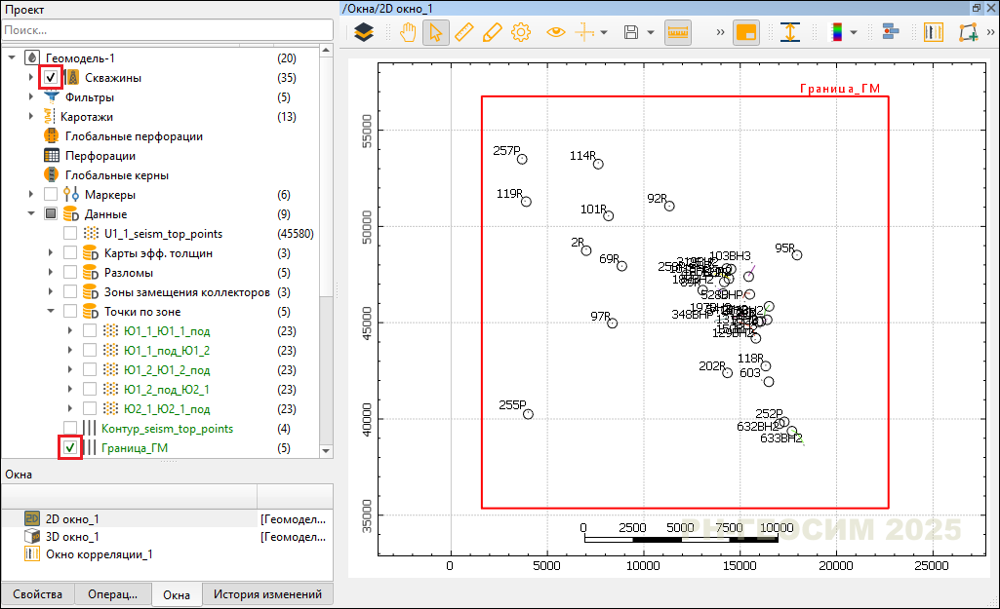 Проект
/Окна/2D окно_1
Поиск...
Геомодель-1 (20)
Скважины (35)
Фильтры (5)
Каротажи (13)
Глобальные перфорации
Перфорации
Глобальные керны
Маркеры (6)
Данные (9)
U1_1_seism_top_points (45580)
Карты эфф. толщин (3)
Разломы (5)
Зоны замещения коллекторов (3)
Точки по зоне (5)
Ю1_1_Ю1_1_под (23)
Ю1_1_под_Ю1_2 (23)
Ю1_2_Ю1_2_под (23)
Ю1_2_под_Ю2_1 (23)
Ю2_1_Ю2_1_под (23)
Контур_seism_top_points (4)
Граница_ГМ (5)
Окна
2D окно_1 [Геомодел...
3D окно_1 [Геомодел...
Окно корреляции_1
Свойства Операц... Окна История изменений
Граница_ГМ
55000
50000
45000
40000
35000
257P
114R
119R
101R
92R
2R
69R
95R
103BH3
97R
348BHP
129BH2
118R
202R
603
255P
252P
632BH2
633BH2
0 2500 5000 7500 10000
РН-ГЕОСИМ 2025
0 5000 10000 15000 20000 25000